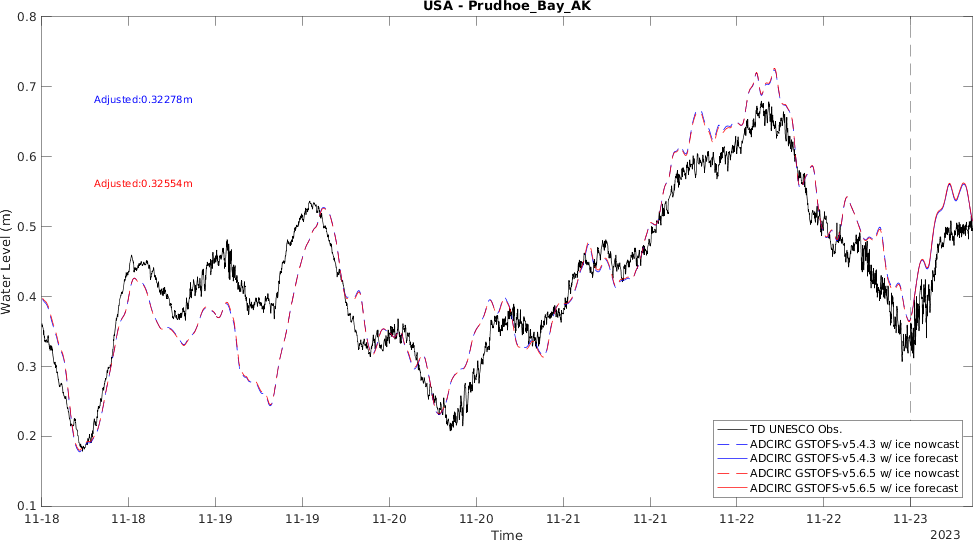 USA - Prudhoe_Bay_AK
0.8
0.7
0.6
0.5
0.4
0.3
0.2
0.1
Water Level (m)
Adjusted:0.32278m
Adjusted:0.32554m
TD UNESCO Obs.
ADCIRC GSTOFS-v5.4.3 w/ ice nowcast
ADCIRC GSTOFS-v5.4.3 w/ ice forecast
ADCIRC GSTOFS-v5.6.5 w/ ice nowcast
ADCIRC GSTOFS-v5.6.5 w/ ice forecast
11-18 11-18 11-19 11-19 11-20 11-20 11-21 11-21 11-22 11-22 11-23
Time
2023